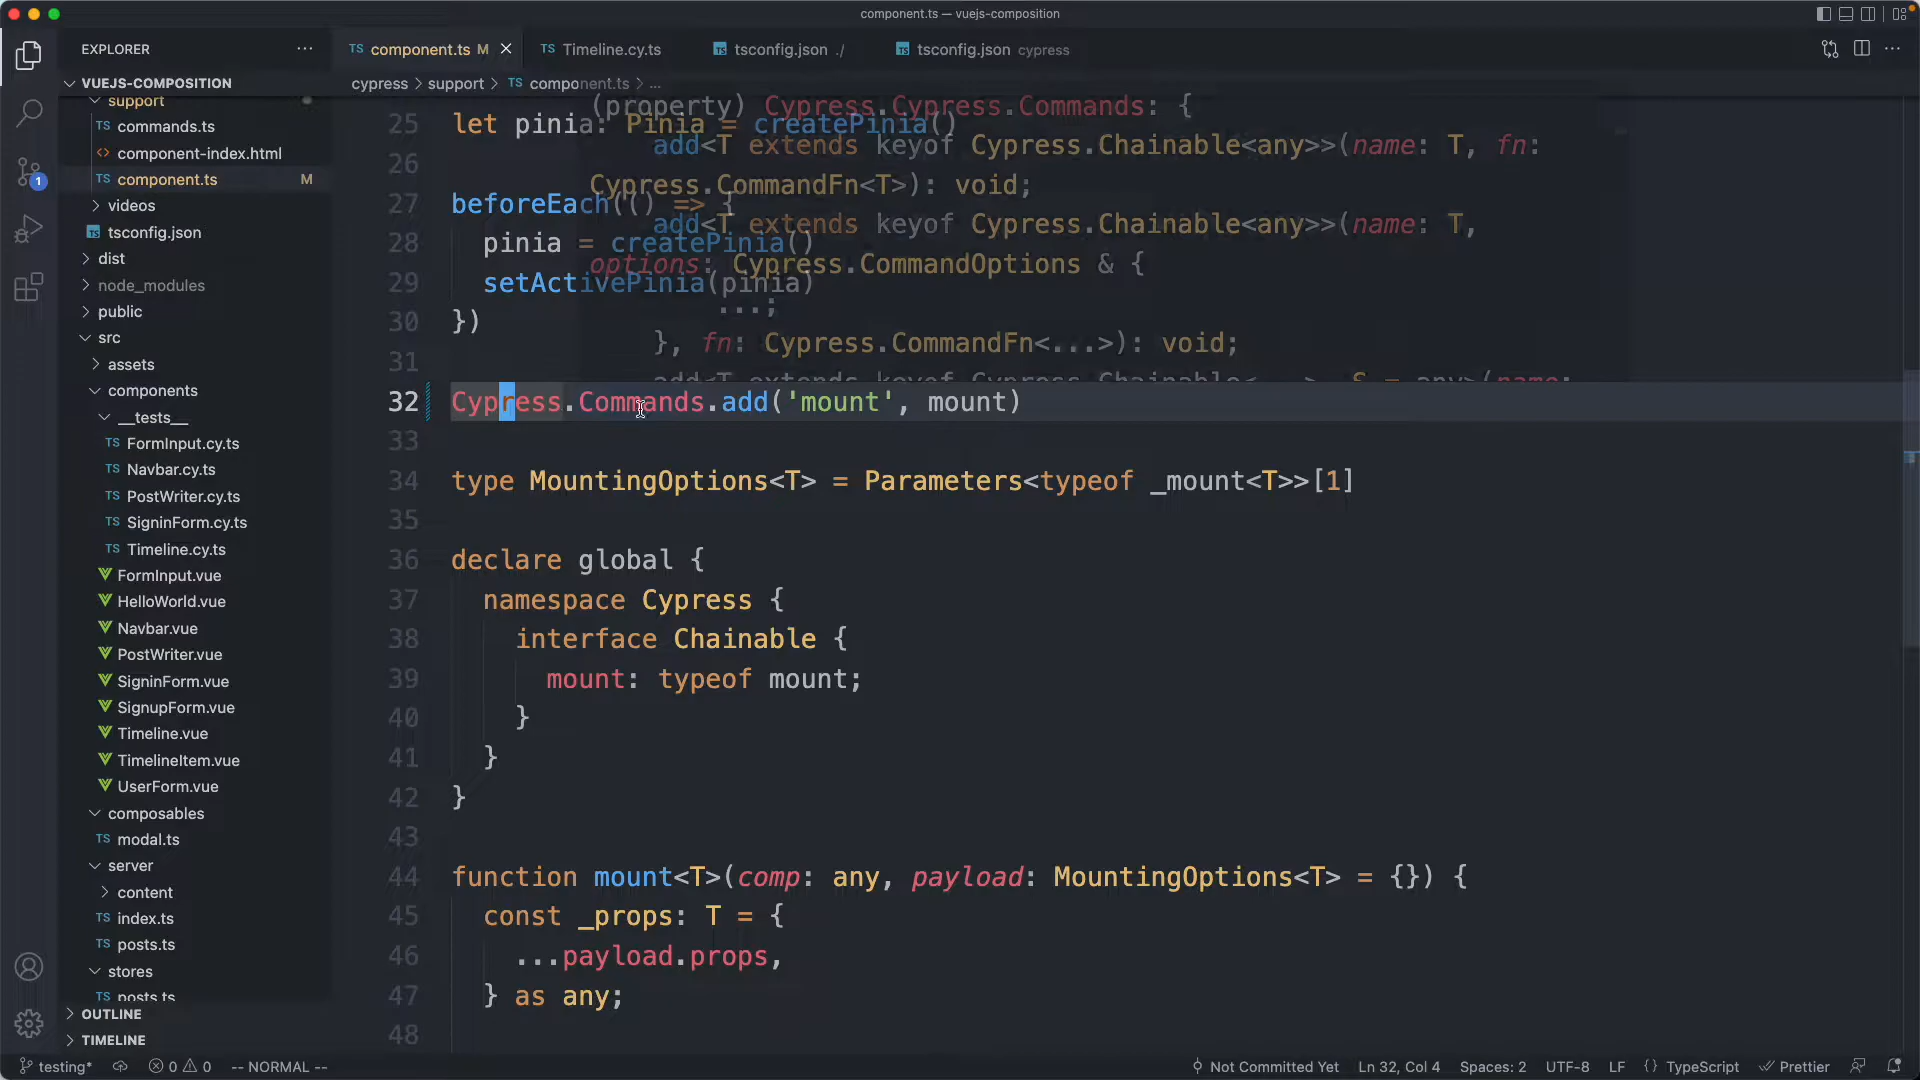 component.ts — vuejs-composition
EXPLORER
component.ts M
Timeline.cy.ts
tsconfig.json ./
tsconfig.json cypress
VUEJS-COMPOSITION
support
commands.ts
component-index.html
component.ts M
videos
tsconfig.json
dist
node_modules
public
src
assets
components
__tests__
FormInput.cy.ts
Navbar.cy.ts
PostWriter.cy.ts
SigninForm.cy.ts
Timeline.cy.ts
FormInput.vue
HelloWorld.vue
Navbar.vue
PostWriter.vue
SigninForm.vue
SignupForm.vue
Timeline.vue
TimelineItem.vue
UserForm.vue
composables
modal.ts
server
content
index.ts
posts.ts
stores
posts.ts
OUTLINE
TIMELINE
1
cypress > support > component.ts > ...
(property) Cypress.Cypress.Commands: {
add<T extends keyof Cypress.Chainable<any>>(name: T, fn:
Cypress.CommandFn<T>): void;
add<T extends keyof Cypress.Chainable<any>>(name: T,
options: Cypress.CommandOptions & {
...;
}, fn: Cypress.CommandFn<...>): void;
25 let pinia: Pinia = createPinia()
26
27 beforeEach(() => {
28 pinia = createPinia()
29 setActivePinia(pinia)
30 })
31
32 Cypress.Commands.add('mount', mount)
33
34 type MountingOptions<T> = Parameters<typeof _mount<T>>[1]
35
36 declare global {
37 namespace Cypress {
38 interface Chainable {
39 mount: typeof mount;
40 }
41 }
42 }
43
44 function mount<T>(comp: any, payload: MountingOptions<T> = {}) {
45 const _props: T = {
46 ...payload.props,
47 } as any;
48
testing* 0 0 -- NORMAL -- Not Committed Yet Ln 32, Col 4 Spaces: 2 UTF-8 LF {} TypeScript Prettier